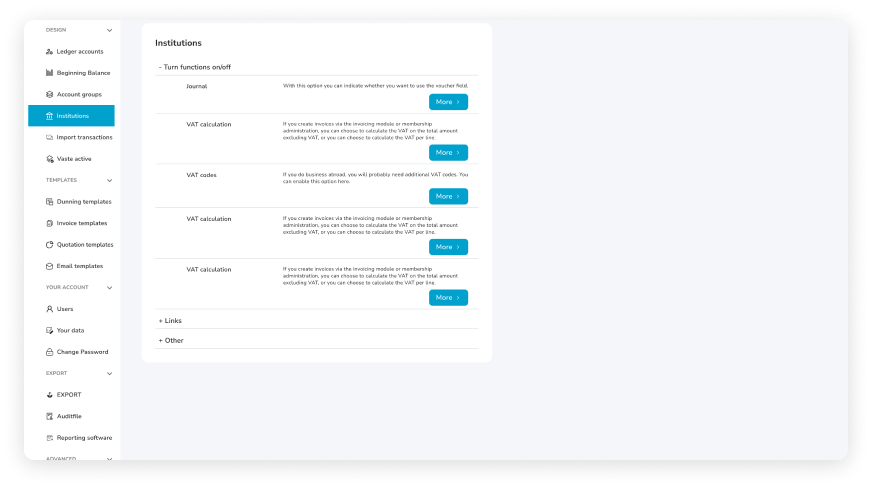 DESIGN
Ledger accounts
Beginning Balance
Account groups
Institutions
Import transactions
Vaste active
TEMPLATES
Dunning templates
Invoice templates
Quotation templates
Email templates
YOUR ACCOUNT
Users
Your data
Change Password
EXPORT
EXPORT
Auditfile
Reporting software
ADVANCED
Institutions
- Turn functions on/off
Journal
With this option you can indicate whether you want to use the voucher field.
More
VAT calculation
If you create invoices via the invoicing module or membership
administration, you can choose to calculate the VAT on the total amount
excluding VAT, or you can choose to calculate the VAT per line.
More
VAT codes
If you do business abroad, you will probably need additional VAT codes. You
can enable this option here.
More
VAT calculation
If you create invoices via the invoicing module or membership
administration, you can choose to calculate the VAT on the total amount
excluding VAT, or you can choose to calculate the VAT per line.
More
VAT calculation
If you create invoices via the invoicing module or membership
administration, you can choose to calculate the VAT on the total amount
excluding VAT, or you can choose to calculate the VAT per line.
More
+ Links
+ Other